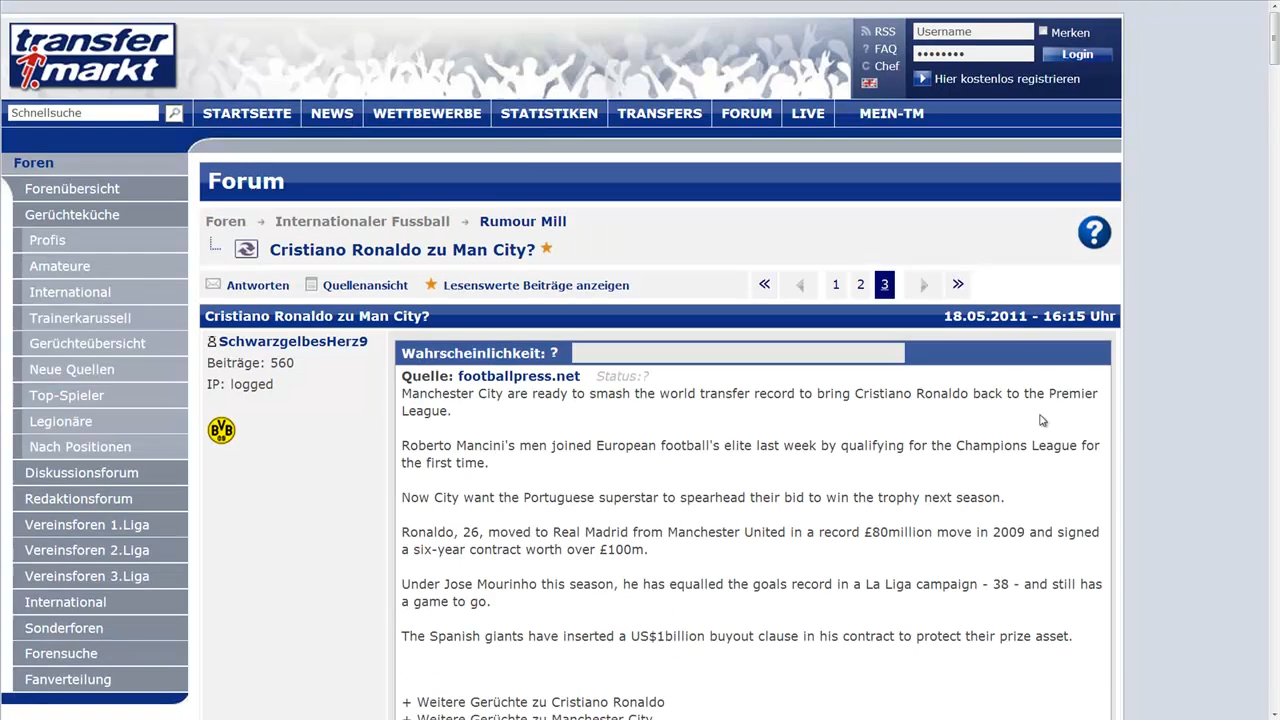 transfer
markt
RSS
FAQ
Chef
Username
Merken
••••••••
Login
Hier kostenlos registrieren
Schnellsuche
STARTSEITE
NEWS
WETTBEWERBE
STATISTIKEN
TRANSFERS
FORUM
LIVE
MEIN-TM
Foren
Forenübersicht
Gerüchteküche
Profis
Amateure
International
Trainerkarussell
Gerüchteübersicht
Neue Quellen
Top-Spieler
Legionäre
Nach Positionen
Diskussionsforum
Redaktionsforum
Vereinsforen 1.Liga
Vereinsforen 2.Liga
Vereinsforen 3.Liga
International
Sonderforen
Forensuche
Fanverteilung
Forum
Foren → Internationaler Fussball → Rumour Mill
Cristiano Ronaldo zu Man City?
Antworten Quellenansicht Lesenswerte Beiträge anzeigen
« 1 2 3 »
Cristiano Ronaldo zu Man City? 18.05.2011 - 16:15 Uhr
SchwarzgelbesHerz9
Beiträge: 560
IP: logged
BVB
09
Wahrscheinlichkeit: ?
Quelle: footballpress.net Status:?
Manchester City are ready to smash the world transfer record to bring Cristiano Ronaldo back to the Premier
League.
Roberto Mancini's men joined European football's elite last week by qualifying for the Champions League for
the first time.
Now City want the Portuguese superstar to spearhead their bid to win the trophy next season.
Ronaldo, 26, moved to Real Madrid from Manchester United in a record £80million move in 2009 and signed
a six-year contract worth over £100m.
Under Jose Mourinho this season, he has equalled the goals record in a La Liga campaign - 38 - and still has
a game to go.
The Spanish giants have inserted a US$1billion buyout clause in his contract to protect their prize asset.
+ Weitere Gerüchte zu Cristiano Ronaldo
+ Weitere Gerüchte zu Manchester City